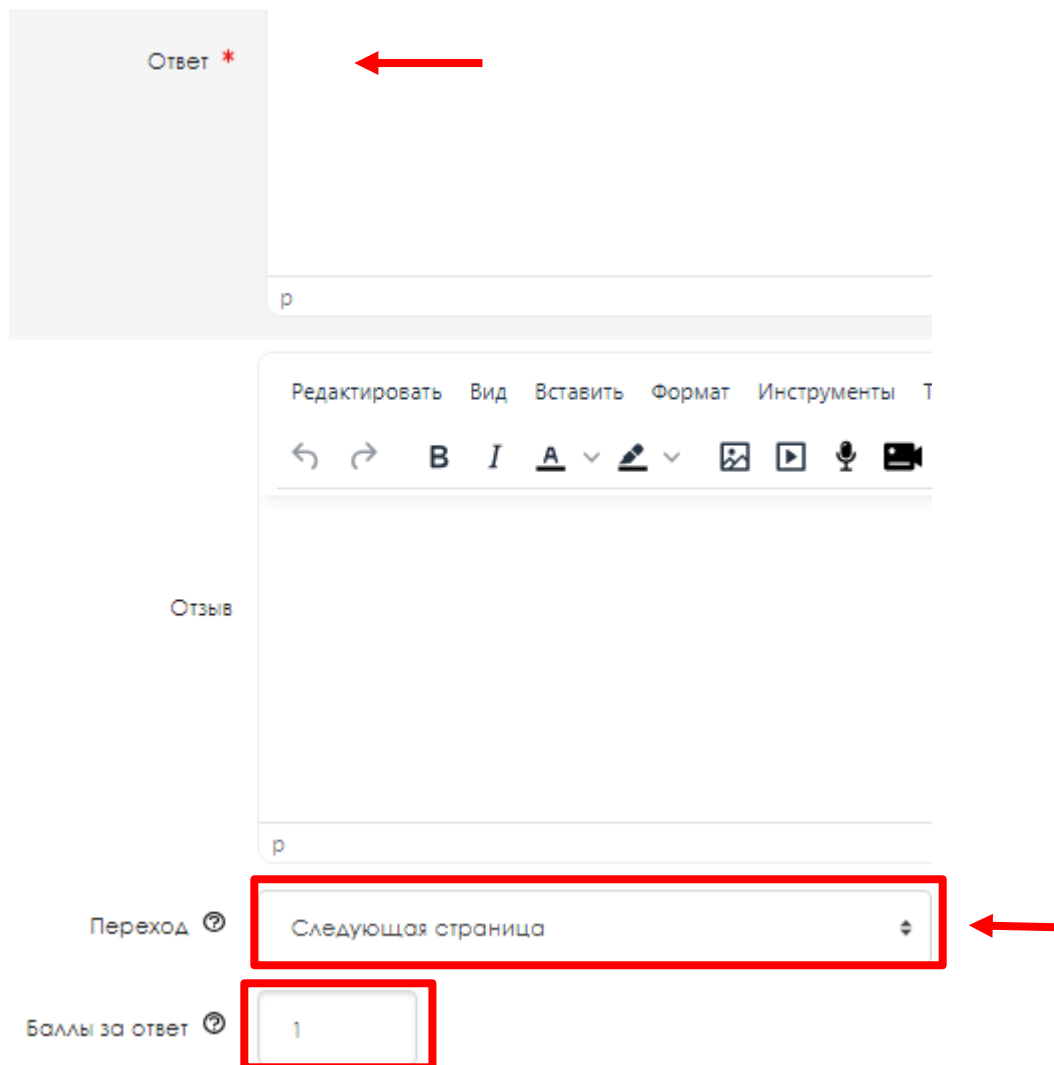 Ответ *
p
Редактировать Вид Вставить Формат Инструменты Т
B I A
Отзыв
p
Переход ? Следующая страница
Баллы за ответ ? 1